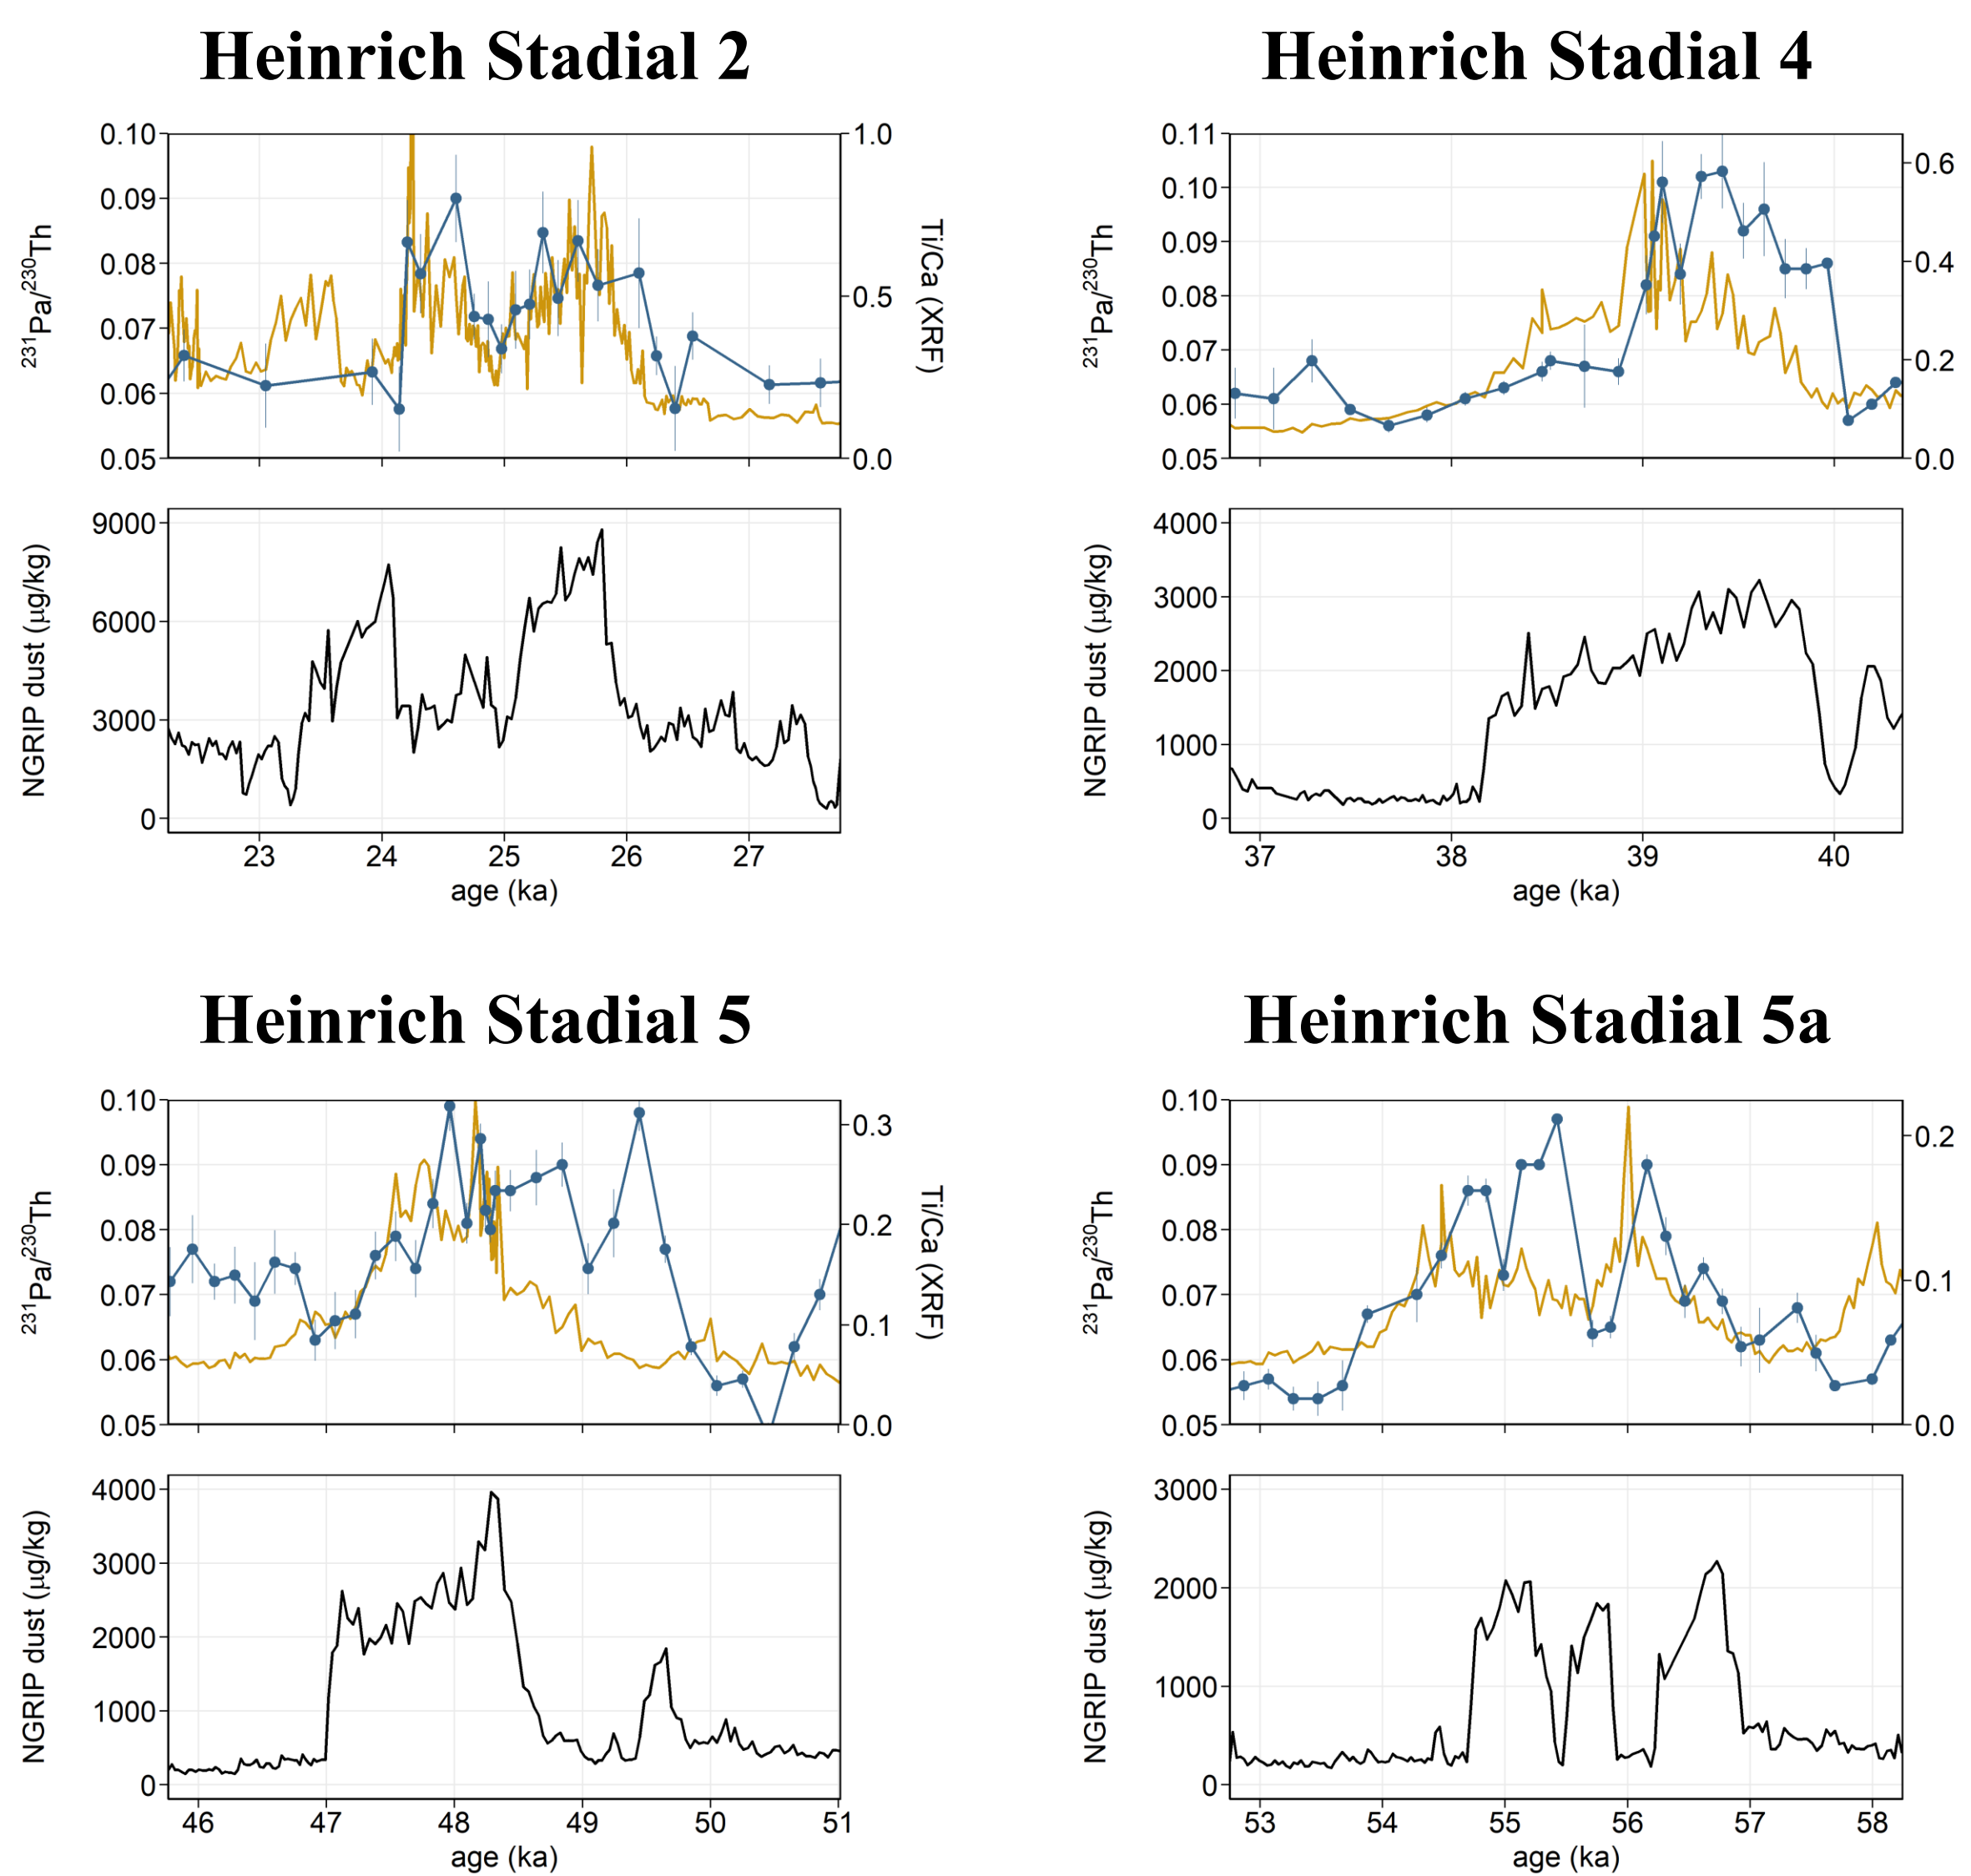 Heinrich Stadial 2
0.10
0.09
0.08
0.07
0.06
0.05
²³¹Pa/²³⁰Th
1.0
0.5
0.0
Ti/Ca (XRF)
9000
6000
3000
0
NGRIP dust (μg/kg)
23 24 25 26 27
age (ka)
Heinrich Stadial 4
0.11
0.10
0.09
0.08
0.07
0.06
0.05
²³¹Pa/²³⁰Th
0.6
0.4
0.2
0.0
4000
3000
2000
1000
0
NGRIP dust (μg/kg)
37 38 39 40
age (ka)
Heinrich Stadial 5
0.10
0.09
0.08
0.07
0.06
0.05
²³¹Pa/²³⁰Th
0.3
0.2
0.1
0.0
Ti/Ca (XRF)
4000
3000
2000
1000
0
NGRIP dust (μg/kg)
46 47 48 49 50 51
age (ka)
Heinrich Stadial 5a
0.10
0.09
0.08
0.07
0.06
0.05
²³¹Pa/²³⁰Th
0.2
0.1
0.0
3000
2000
1000
0
NGRIP dust (μg/kg)
53 54 55 56 57 58
age (ka)